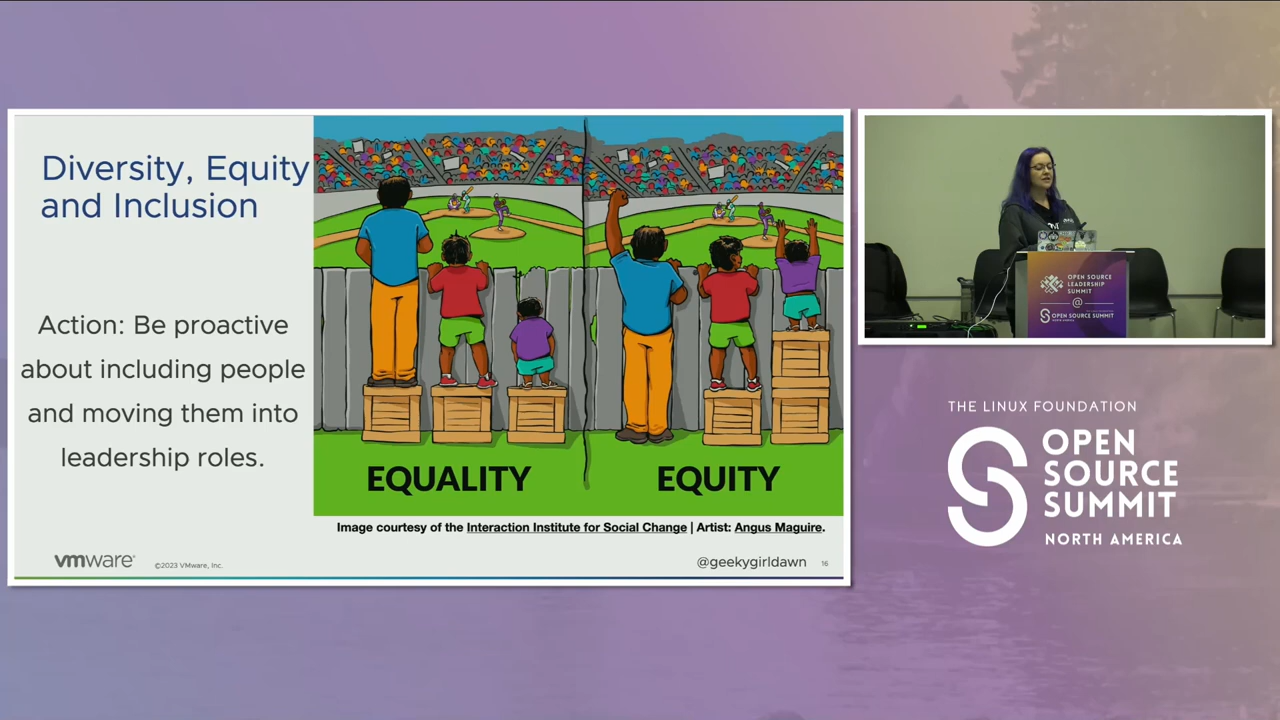 Diversity, Equity
and Inclusion
Action: Be proactive
about including people
and moving them into
leadership roles.
EQUALITY
EQUITY
Image courtesy of the Interaction Institute for Social Change | Artist: Angus Maguire.
vmware®
©2023 VMware, Inc.
@geekygirldawn
16
OPEN SOURCE
LEADERSHIP
SUMMIT
@
OPEN SOURCE SUMMIT
NORTH AMERICA
THE LINUX FOUNDATION
OPEN
SOURCE
SUMMIT
NORTH AMERICA